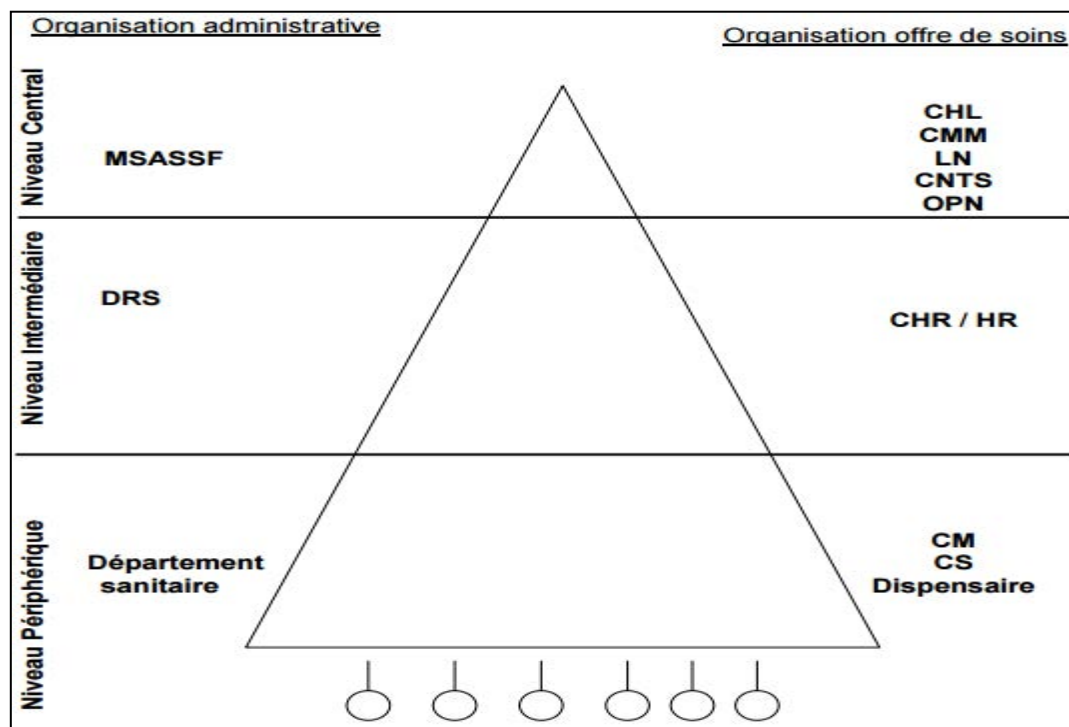 Organisation administrative
Organisation offre de soins
Niveau Central
MSASSF
CHL
CMM
LN
CNTS
OPN
Niveau Intermédiaire
DRS
CHR / HR
Niveau Périphérique
Département
sanitaire
CM
CS
Dispensaire